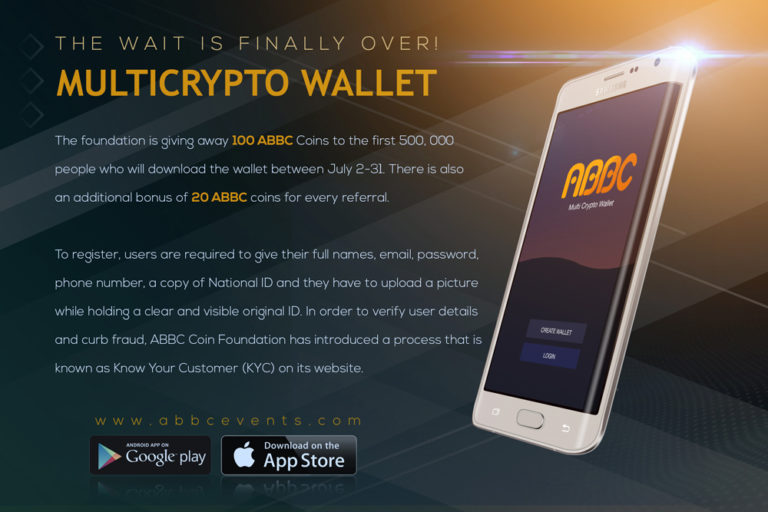 THE WAIT IS FINALLY OVER!
MULTICRYPTO WALLET
The foundation is giving away 100 ABBC Coins to the first 500, 000
people who will download the wallet between July 2-31. There is also
an additional bonus of 20 ABBC coins for every referral.
To register, users are required to give their full names, email, password,
phone number, a copy of National ID and they have to upload a picture
while holding a clear and visible original ID. In order to verify user details
and curb fraud, ABBC Coin Foundation has introduced a process that is
known as Know Your Customer (KYC) on its website.
www.abbcevents.com
ANDROID APP ON
Google play
Download on the
App Store
SAMSUNG
ABBC
Multi Crypto Wallet
CREATE WALLET
LOGIN